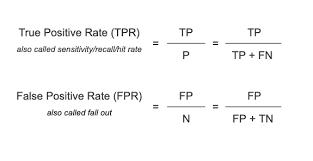 True Positive Rate (TPR) = TP / P = TP / TP + FN
also called sensitivity/recall/hit rate
False Positive Rate (FPR) = FP / N = FP / FP + TN
also called fall out